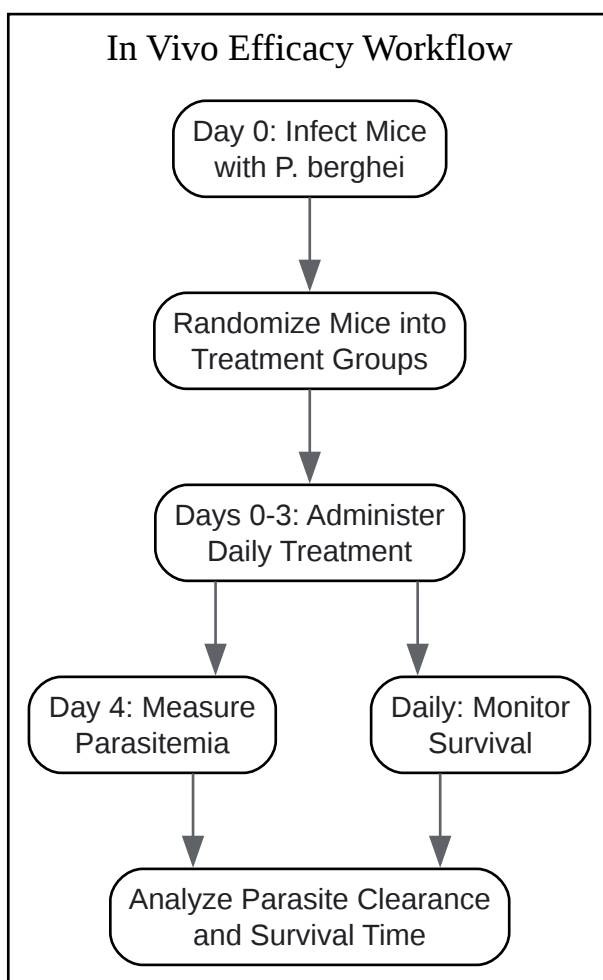 In Vivo Efficacy Workflow
Day 0: Infect Mice
with P. berghei
Randomize Mice into
Treatment Groups
Days 0-3: Administer
Daily Treatment
Day 4: Measure
Parasitemia
Daily: Monitor
Survival
Analyze Parasite Clearance
and Survival Time